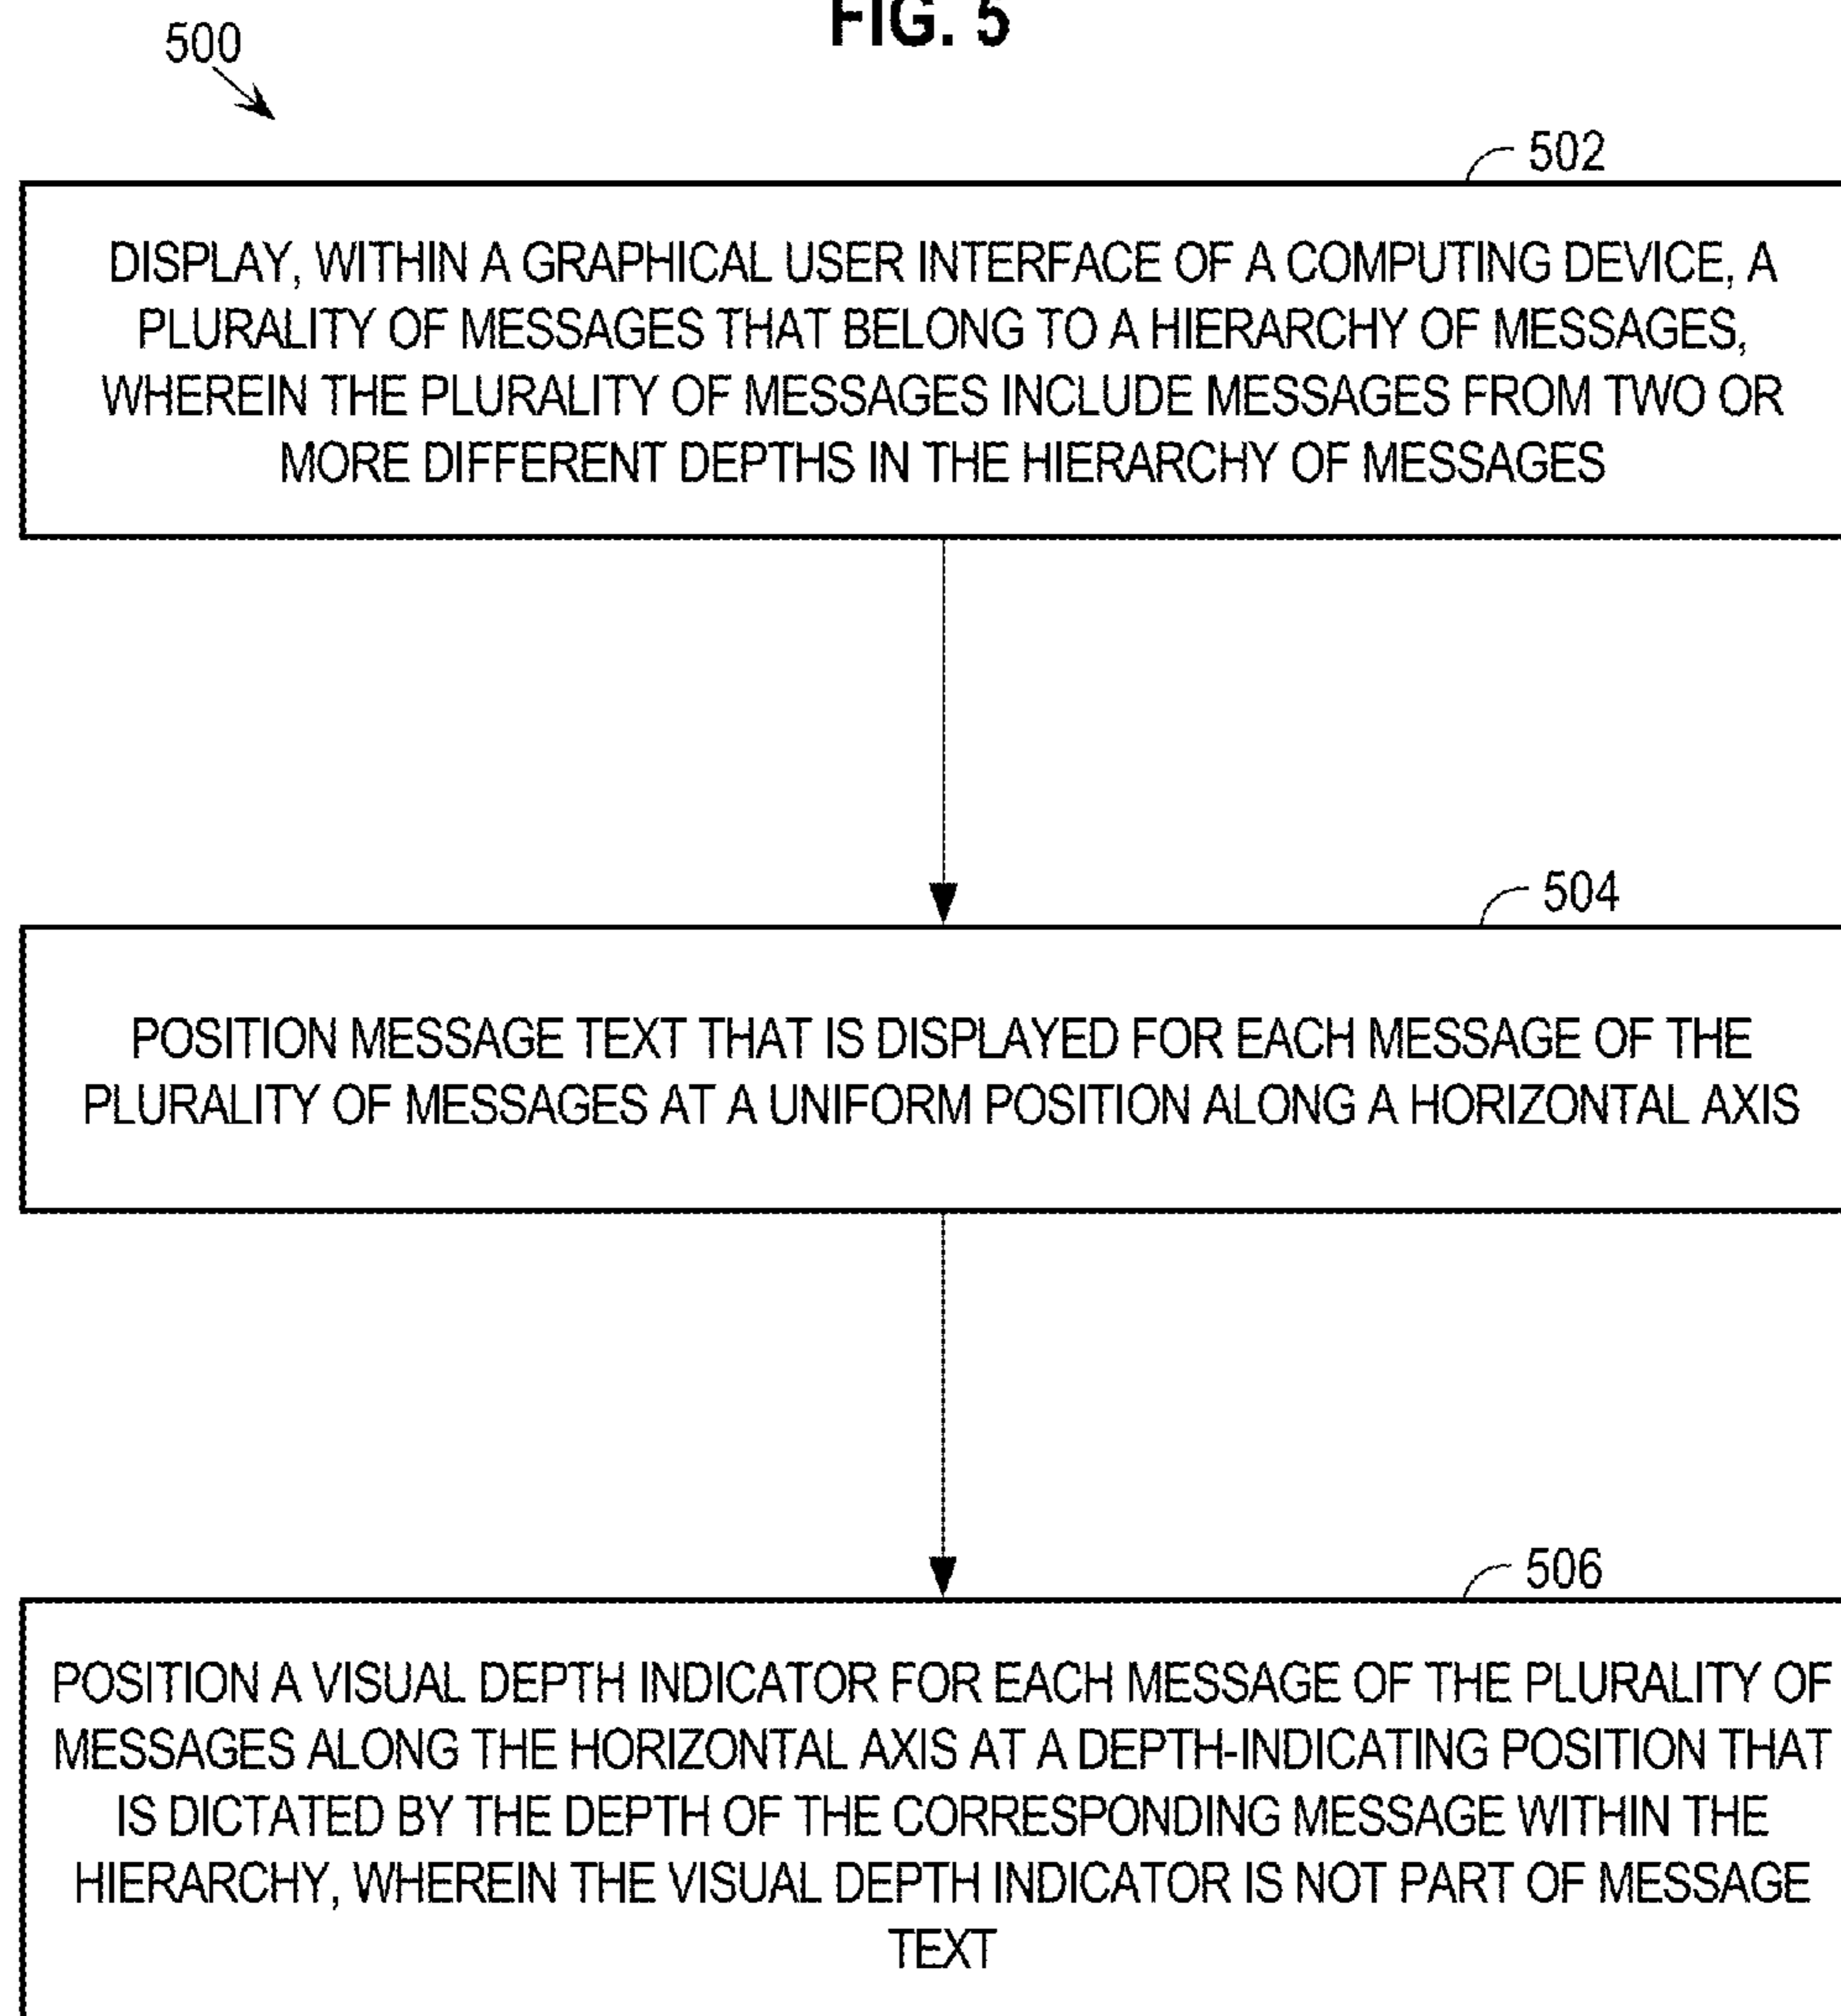 FIG. 5
500
502
DISPLAY, WITHIN A GRAPHICAL USER INTERFACE OF A COMPUTING DEVICE, A
PLURALITY OF MESSAGES THAT BELONG TO A HIERARCHY OF MESSAGES,
WHEREIN THE PLURALITY OF MESSAGES INCLUDE MESSAGES FROM TWO OR
MORE DIFFERENT DEPTHS IN THE HIERARCHY OF MESSAGES
504
POSITION MESSAGE TEXT THAT IS DISPLAYED FOR EACH MESSAGE OF THE
PLURALITY OF MESSAGES AT A UNIFORM POSITION ALONG A HORIZONTAL AXIS
506
POSITION A VISUAL DEPTH INDICATOR FOR EACH MESSAGE OF THE PLURALITY OF
MESSAGES ALONG THE HORIZONTAL AXIS AT A DEPTH-INDICATING POSITION THAT
IS DICTATED BY THE DEPTH OF THE CORRESPONDING MESSAGE WITHIN THE
HIERARCHY, WHEREIN THE VISUAL DEPTH INDICATOR IS NOT PART OF MESSAGE
TEXT